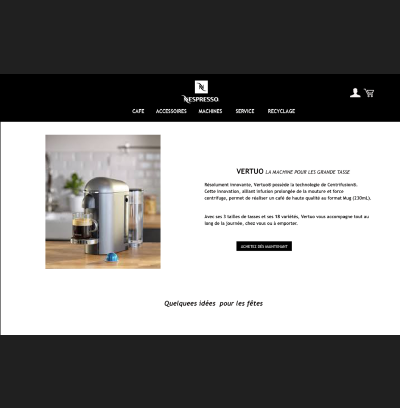 NESPRESSO
CAFE ACCESSOIRES MACHINES SERVICE RECYCLAGE
VERTUO LA MACHINE POUR LES GRANDE TASSE
Résolument innovante, Vertuo® possède la technologie de Centrifusion®.
Cette innovation, alliant infusion prolongée de la mouture et force
centrifuge, permet de réaliser un café de haute qualité au format Mug (230mL).
Avec ses 3 tailles de tasses et ses 18 variétés, Vertuo vous accompagne tout au
long de la journée, chez vous ou à emporter.
ACHETEZ DÈS MAINTENANT
Quelquees idées pour les fêtes